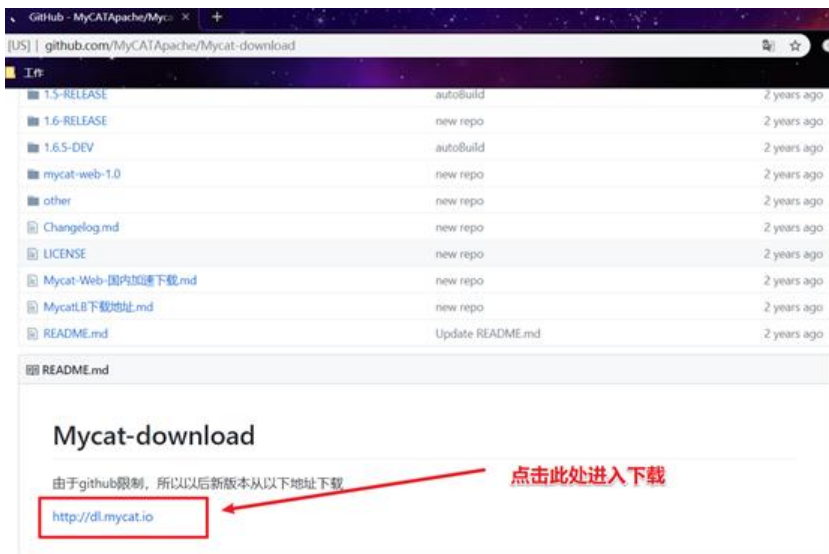 GitHub - MyCATApache/Myca × +
[US] | github.com/MyCATApache/Mycat-download
工作
1.5-RELEASE autoBuild 2 years ago
1.6-RELEASE new repo 2 years ago
1.6.5-DEV autoBuild 2 years ago
mycat-web-1.0 new repo 2 years ago
other new repo 2 years ago
Changelog.md new repo 2 years ago
LICENSE new repo 2 years ago
Mycat-Web-国内加速下载.md new repo 2 years ago
MycatLB下载地址.md new repo 2 years ago
README.md Update README.md 2 years ago
README.md
Mycat-download
由于github限制，所以以后新版本从以下地址下载
点击此处进入下载
http://dl.mycat.io